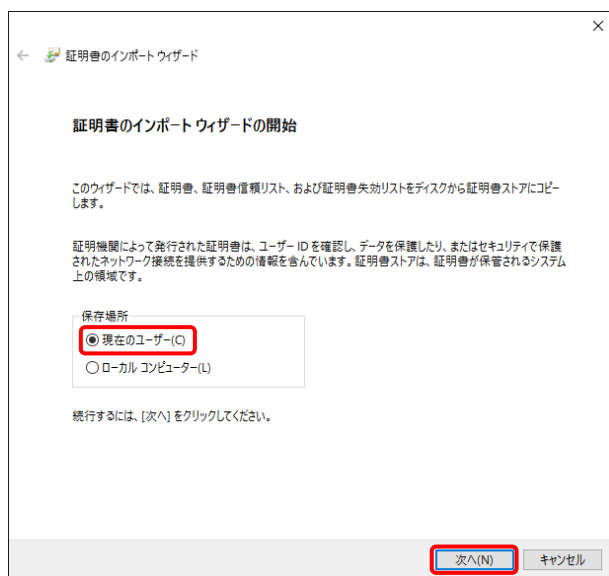 証明書のインポート ウィザード
証明書のインポート ウィザードの開始
このウィザードでは、証明書、証明書信頼リスト、および証明書失効リストをディスクから証明書ストアにコピー
します。
証明機関によって発行された証明書は、ユーザー ID を確認し、データを保護したり、またはセキュリティで保護
されたネットワーク接続を提供するための情報を含んでいます。証明書ストアは、証明書が保管されるシステム
上の領域です。
保存場所
現在のユーザー(C)
ローカル コンピューター(L)
続行するには、[次へ] をクリックしてください。
次へ(N) キャンセル